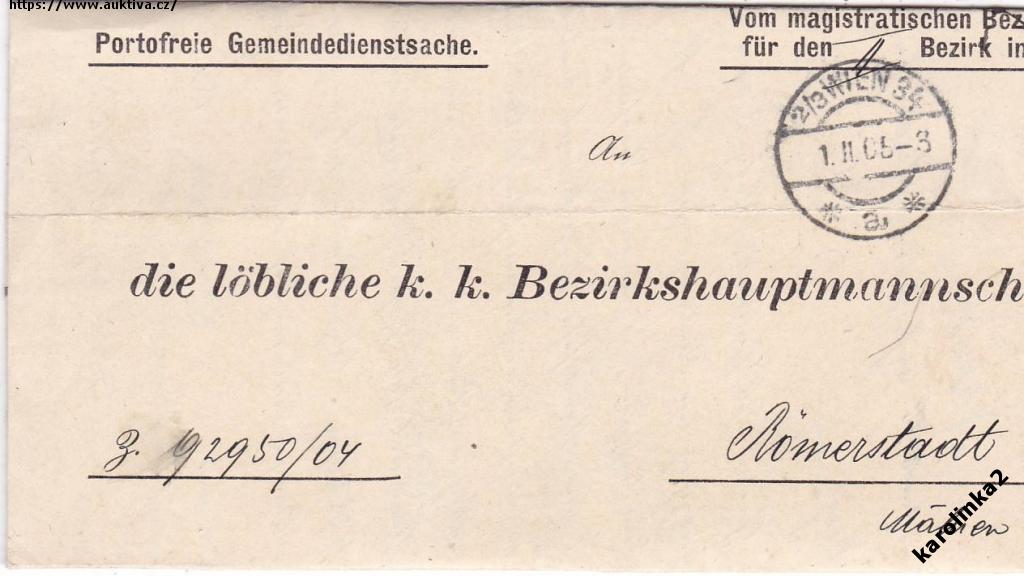 https://www.auktiva.cz/
Portofreie Gemeindedienstsache.
Vom magistratischen Bez
für den Bezirk in
2/3 WIEN 34
1.II.05-8
* a *
An
die löbliche k. k. Bezirkshauptmannsch
Z. 92950/04
Römerstadt
Mähren
karolinka2